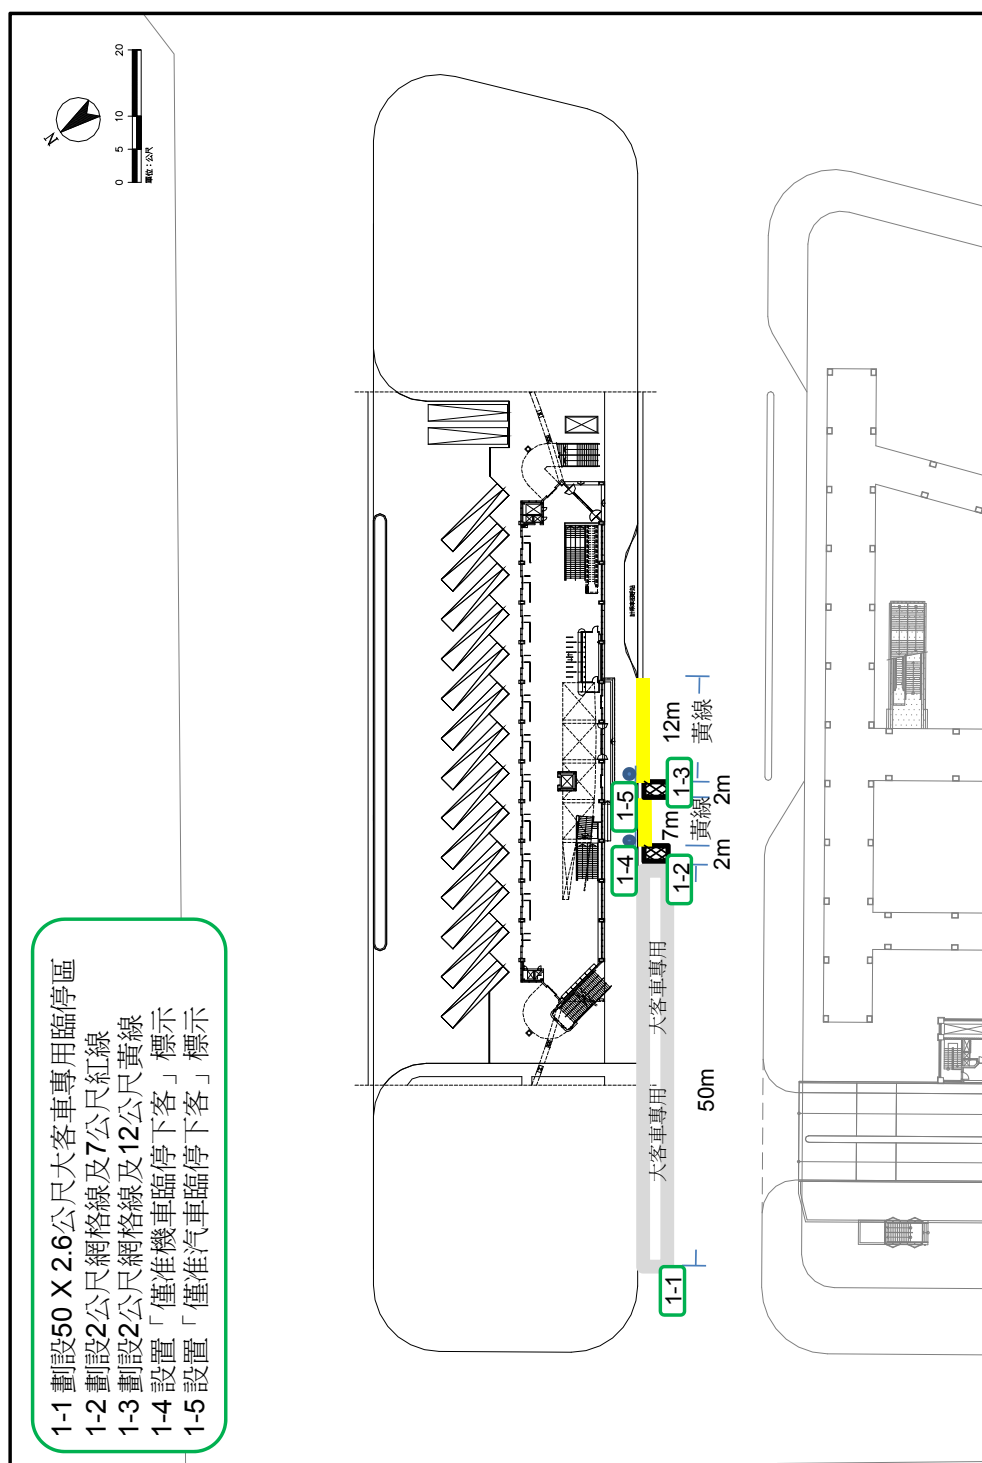 1-1 劃設50 X 2.6公尺大客車專用臨停區
1-2 劃設2公尺網格線及7公尺紅線
1-3 劃設2公尺網格線及12公尺黃線
1-4 設置「僅准機車臨停下客」標示
1-5 設置「僅准汽車臨停下客」標示
N
0 5 10 20
單位：公尺
1-5
1-4
1-3
1-2
1-1
12m
黃線
2m
7m
黃線
2m
大客車專用
大客車專用
50m